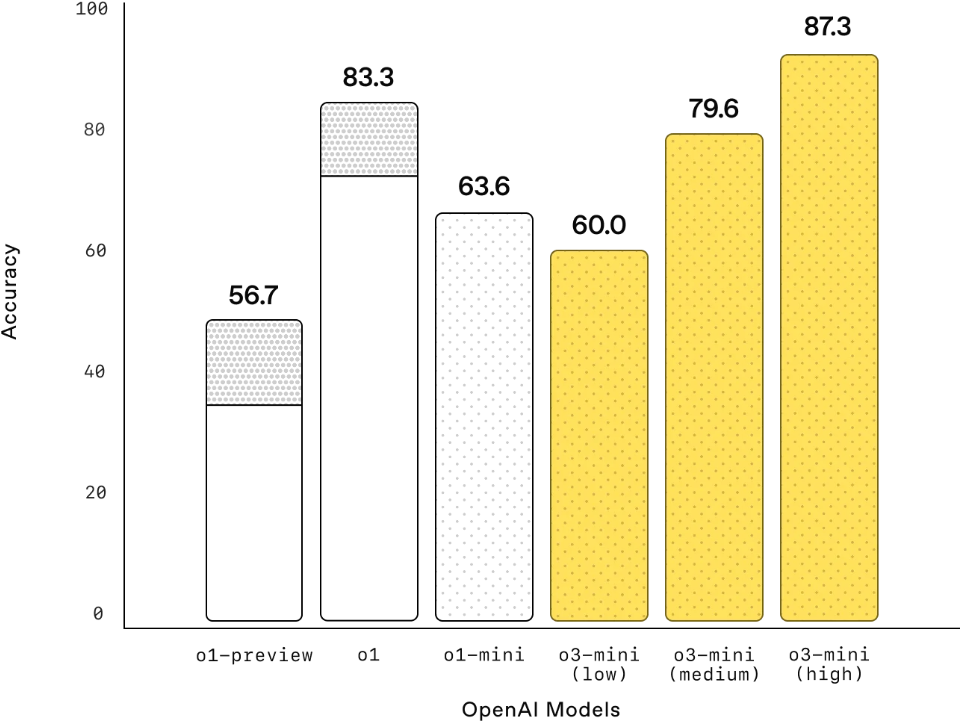 100
80
60
40
20
0
Accuracy
56.7
83.3
63.6
60.0
79.6
87.3
o1-preview
o1
o1-mini
o3-mini
(low)
o3-mini
(medium)
o3-mini
(high)
OpenAI Models